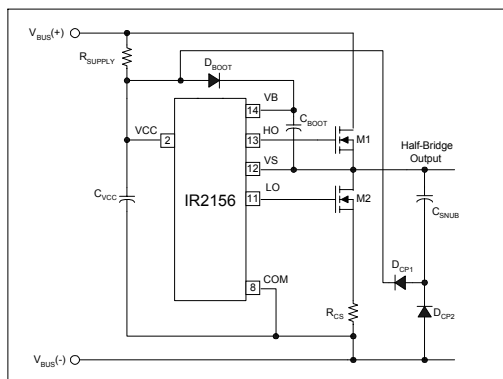 VBUS(+)
RSUPPLY
DBOOT
VB
14
CBOOT
VCC
2
HO
13
M1
Half-Bridge
Output
VS
12
CVCC
IR2156
LO
11
M2
CSNUB
DCP1
COM
8
RCS
DCP2
VBUS(-)